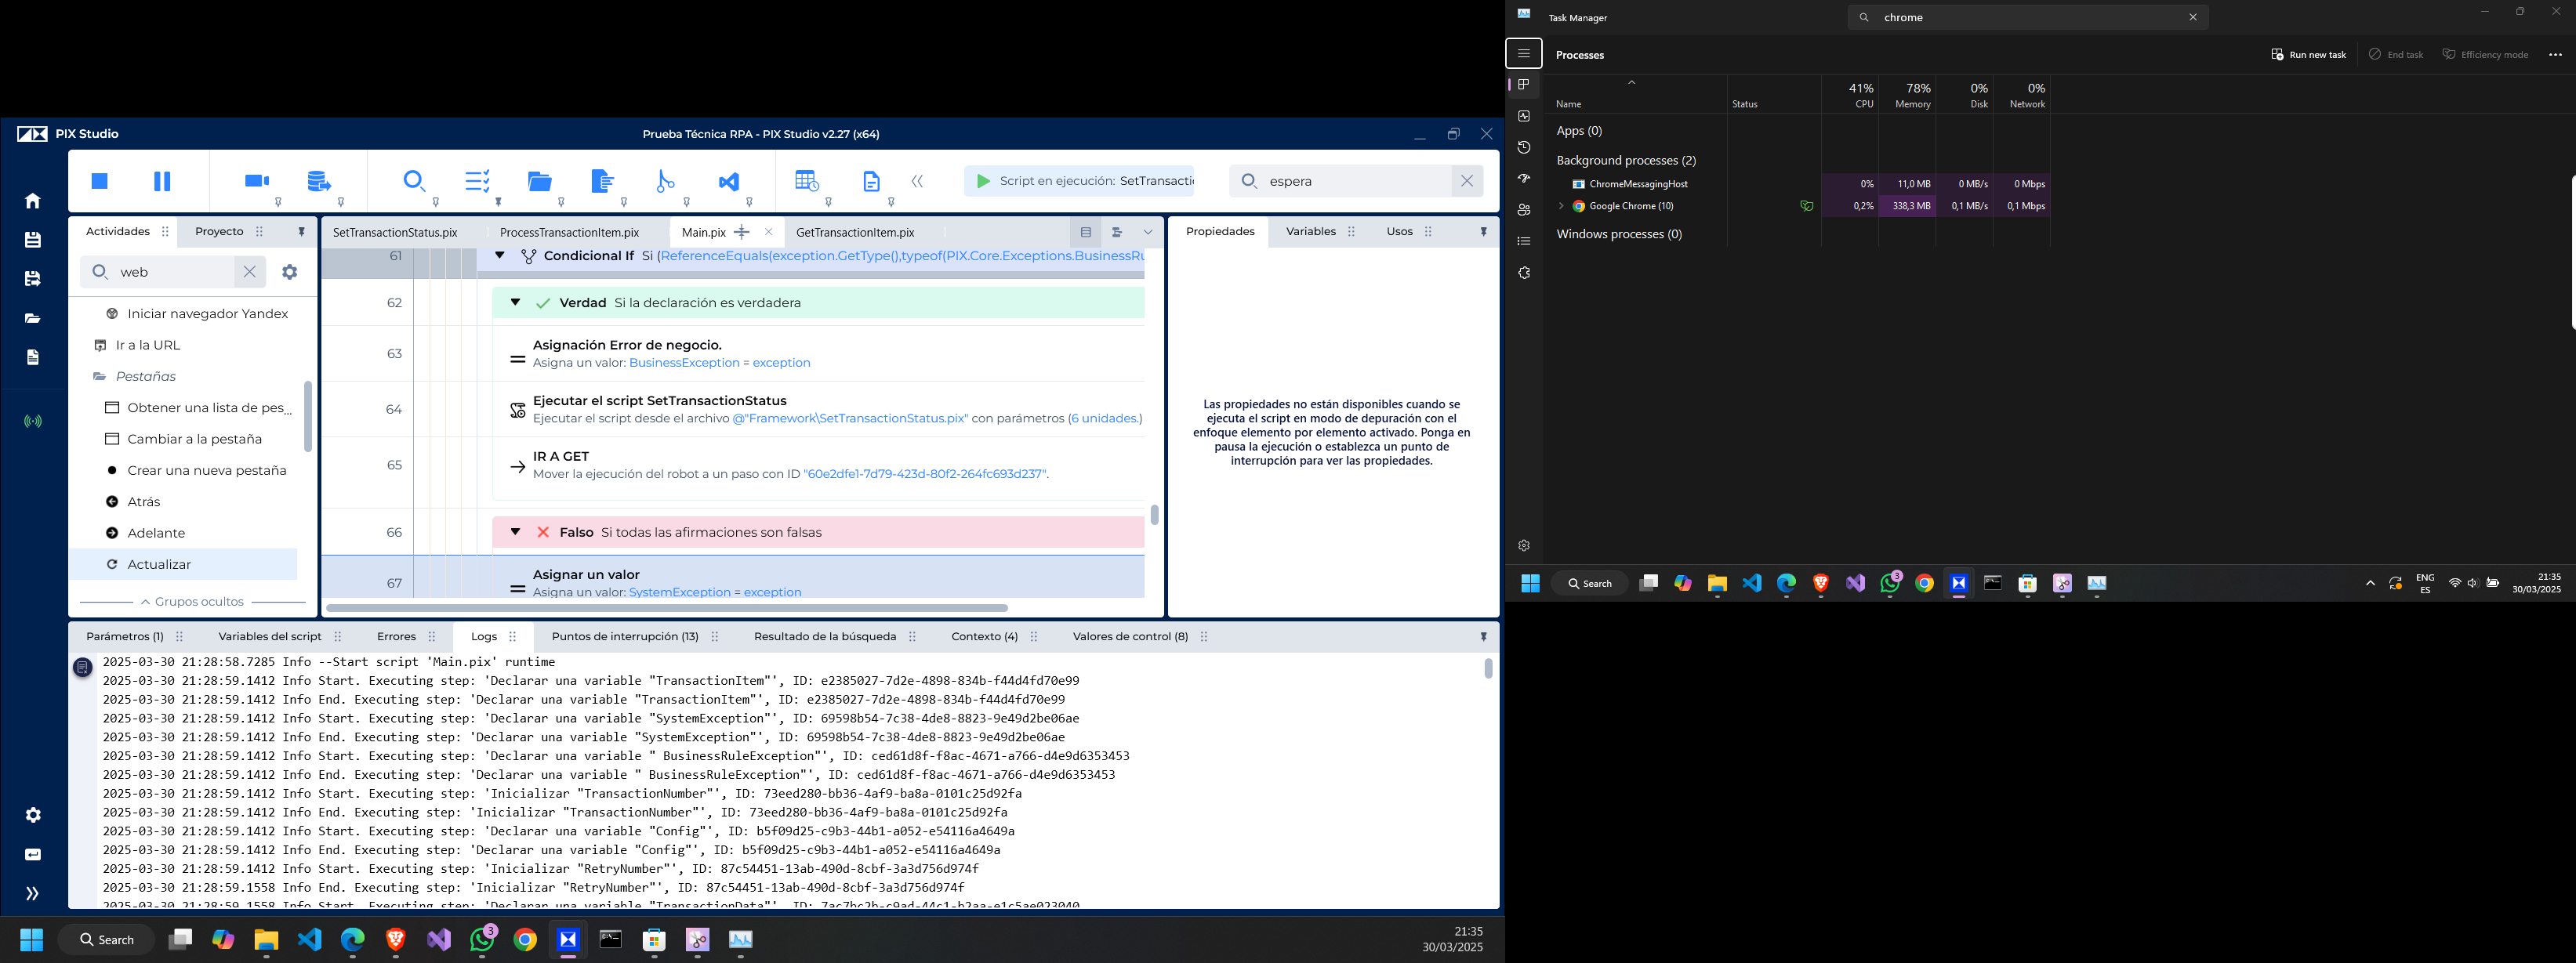 PIX Studio
Prueba Técnica RPA - PIX Studio v2.27 (x64)
Script en ejecución: SetTransacti
espera
Actividades
Proyecto
web
Iniciar navegador Yandex
Ir a la URL
Pestañas
Obtener una lista de pes...
Cambiar a la pestaña
Crear una nueva pestaña
Atrás
Adelante
Actualizar
Grupos ocultos
SetTransactionStatus.pix
ProcessTransactionItem.pix
Main.pix
GetTransactionItem.pix
61 Condicional If Si (ReferenceEquals(exception.GetType(),typeof(PIX.Core.Exceptions.BusinessRu
62 Verdad Si la declaración es verdadera
63 Asignación Error de negocio.
Asigna un valor: BusinessException = exception
64 Ejecutar el script SetTransactionStatus
Ejecutar el script desde el archivo @"Framework\SetTransactionStatus.pix" con parámetros (6 unidades.)
65 IR A GET
Mover la ejecución del robot a un paso con ID "60e2dfe1-7d79-423d-80f2-264fc693d237".
66 Falso Si todas las afirmaciones son falsas
67 Asignar un valor
Asigna un valor: SystemException = exception
Propiedades
Variables
Usos
Las propiedades no están disponibles cuando se
ejecuta el script en modo de depuración con el
enfoque elemento por elemento activado. Ponga en
pausa la ejecución o establezca un punto de
interrupción para ver las propiedades.
Parámetros (1)
Variables del script
Errores
Logs
Puntos de interrupción (13)
Resultado de la búsqueda
Contexto (4)
Valores de control (8)
2025-03-30 21:28:58.7285 Info --Start script 'Main.pix' runtime
2025-03-30 21:28:59.1412 Info Start. Executing step: 'Declarar una variable "TransactionItem"', ID: e2385027-7d2e-4898-834b-f44d4fd70e99
2025-03-30 21:28:59.1412 Info End. Executing step: 'Declarar una variable "TransactionItem"', ID: e2385027-7d2e-4898-834b-f44d4fd70e99
2025-03-30 21:28:59.1412 Info Start. Executing step: 'Declarar una variable "SystemException"', ID: 69598b54-7c38-4de8-8823-9e49d2be06ae
2025-03-30 21:28:59.1412 Info End. Executing step: 'Declarar una variable "SystemException"', ID: 69598b54-7c38-4de8-8823-9e49d2be06ae
2025-03-30 21:28:59.1412 Info Start. Executing step: 'Declarar una variable " BusinessRuleException"', ID: ced61d8f-f8ac-4671-a766-d4e9d6353453
2025-03-30 21:28:59.1412 Info End. Executing step: 'Declarar una variable " BusinessRuleException"', ID: ced61d8f-f8ac-4671-a766-d4e9d6353453
2025-03-30 21:28:59.1412 Info Start. Executing step: 'Inicializar "TransactionNumber"', ID: 73eed280-bb36-4af9-ba8a-0101c25d92fa
2025-03-30 21:28:59.1412 Info End. Executing step: 'Inicializar "TransactionNumber"', ID: 73eed280-bb36-4af9-ba8a-0101c25d92fa
2025-03-30 21:28:59.1412 Info Start. Executing step: 'Declarar una variable "Config"', ID: b5f09d25-c9b3-44b1-a052-e54116a4649a
2025-03-30 21:28:59.1412 Info End. Executing step: 'Declarar una variable "Config"', ID: b5f09d25-c9b3-44b1-a052-e54116a4649a
2025-03-30 21:28:59.1412 Info Start. Executing step: 'Inicializar "RetryNumber"', ID: 87c54451-13ab-490d-8cbf-3a3d756d974f
2025-03-30 21:28:59.1558 Info End. Executing step: 'Inicializar "RetryNumber"', ID: 87c54451-13ab-490d-8cbf-3a3d756d974f
2025-03-30 21:28:59.1558 Info Start. Executing step: 'Declarar una variable "TransactionData"', ID: 7ac7bc2b-c9ad-44c1-b2aa-e1c5ae023040
Search
3
21:35
30/03/2025
Task Manager
chrome
Processes
Run new task
End task
Efficiency mode
Name
Status
41% CPU
78% Memory
0% Disk
0% Network
Apps (0)
Background processes (2)
ChromeMessagingHost 0% 11,0 MB 0 MB/s 0 Mbps
Google Chrome (10) 0,2% 338,3 MB 0,1 MB/s 0,1 Mbps
Windows processes (0)
Search
3
ENG
ES
21:35
30/03/2025